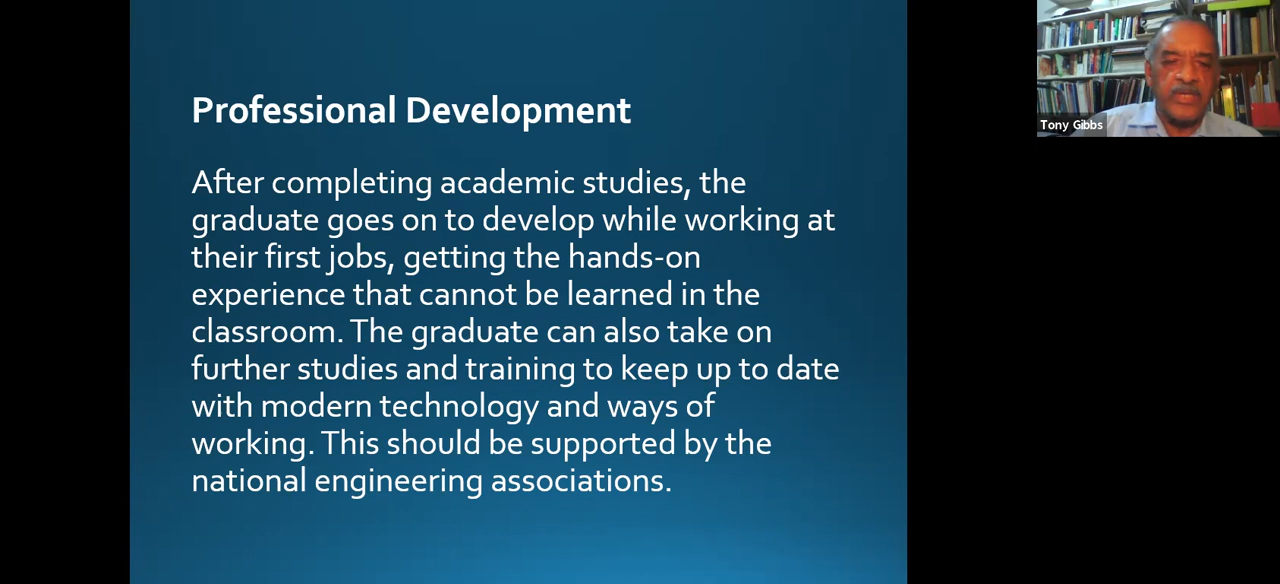 Professional Development
After completing academic studies, the
graduate goes on to develop while working at
their first jobs, getting the hands-on
experience that cannot be learned in the
classroom. The graduate can also take on
further studies and training to keep up to date
with modern technology and ways of
working. This should be supported by the
national engineering associations.
Tony Gibbs